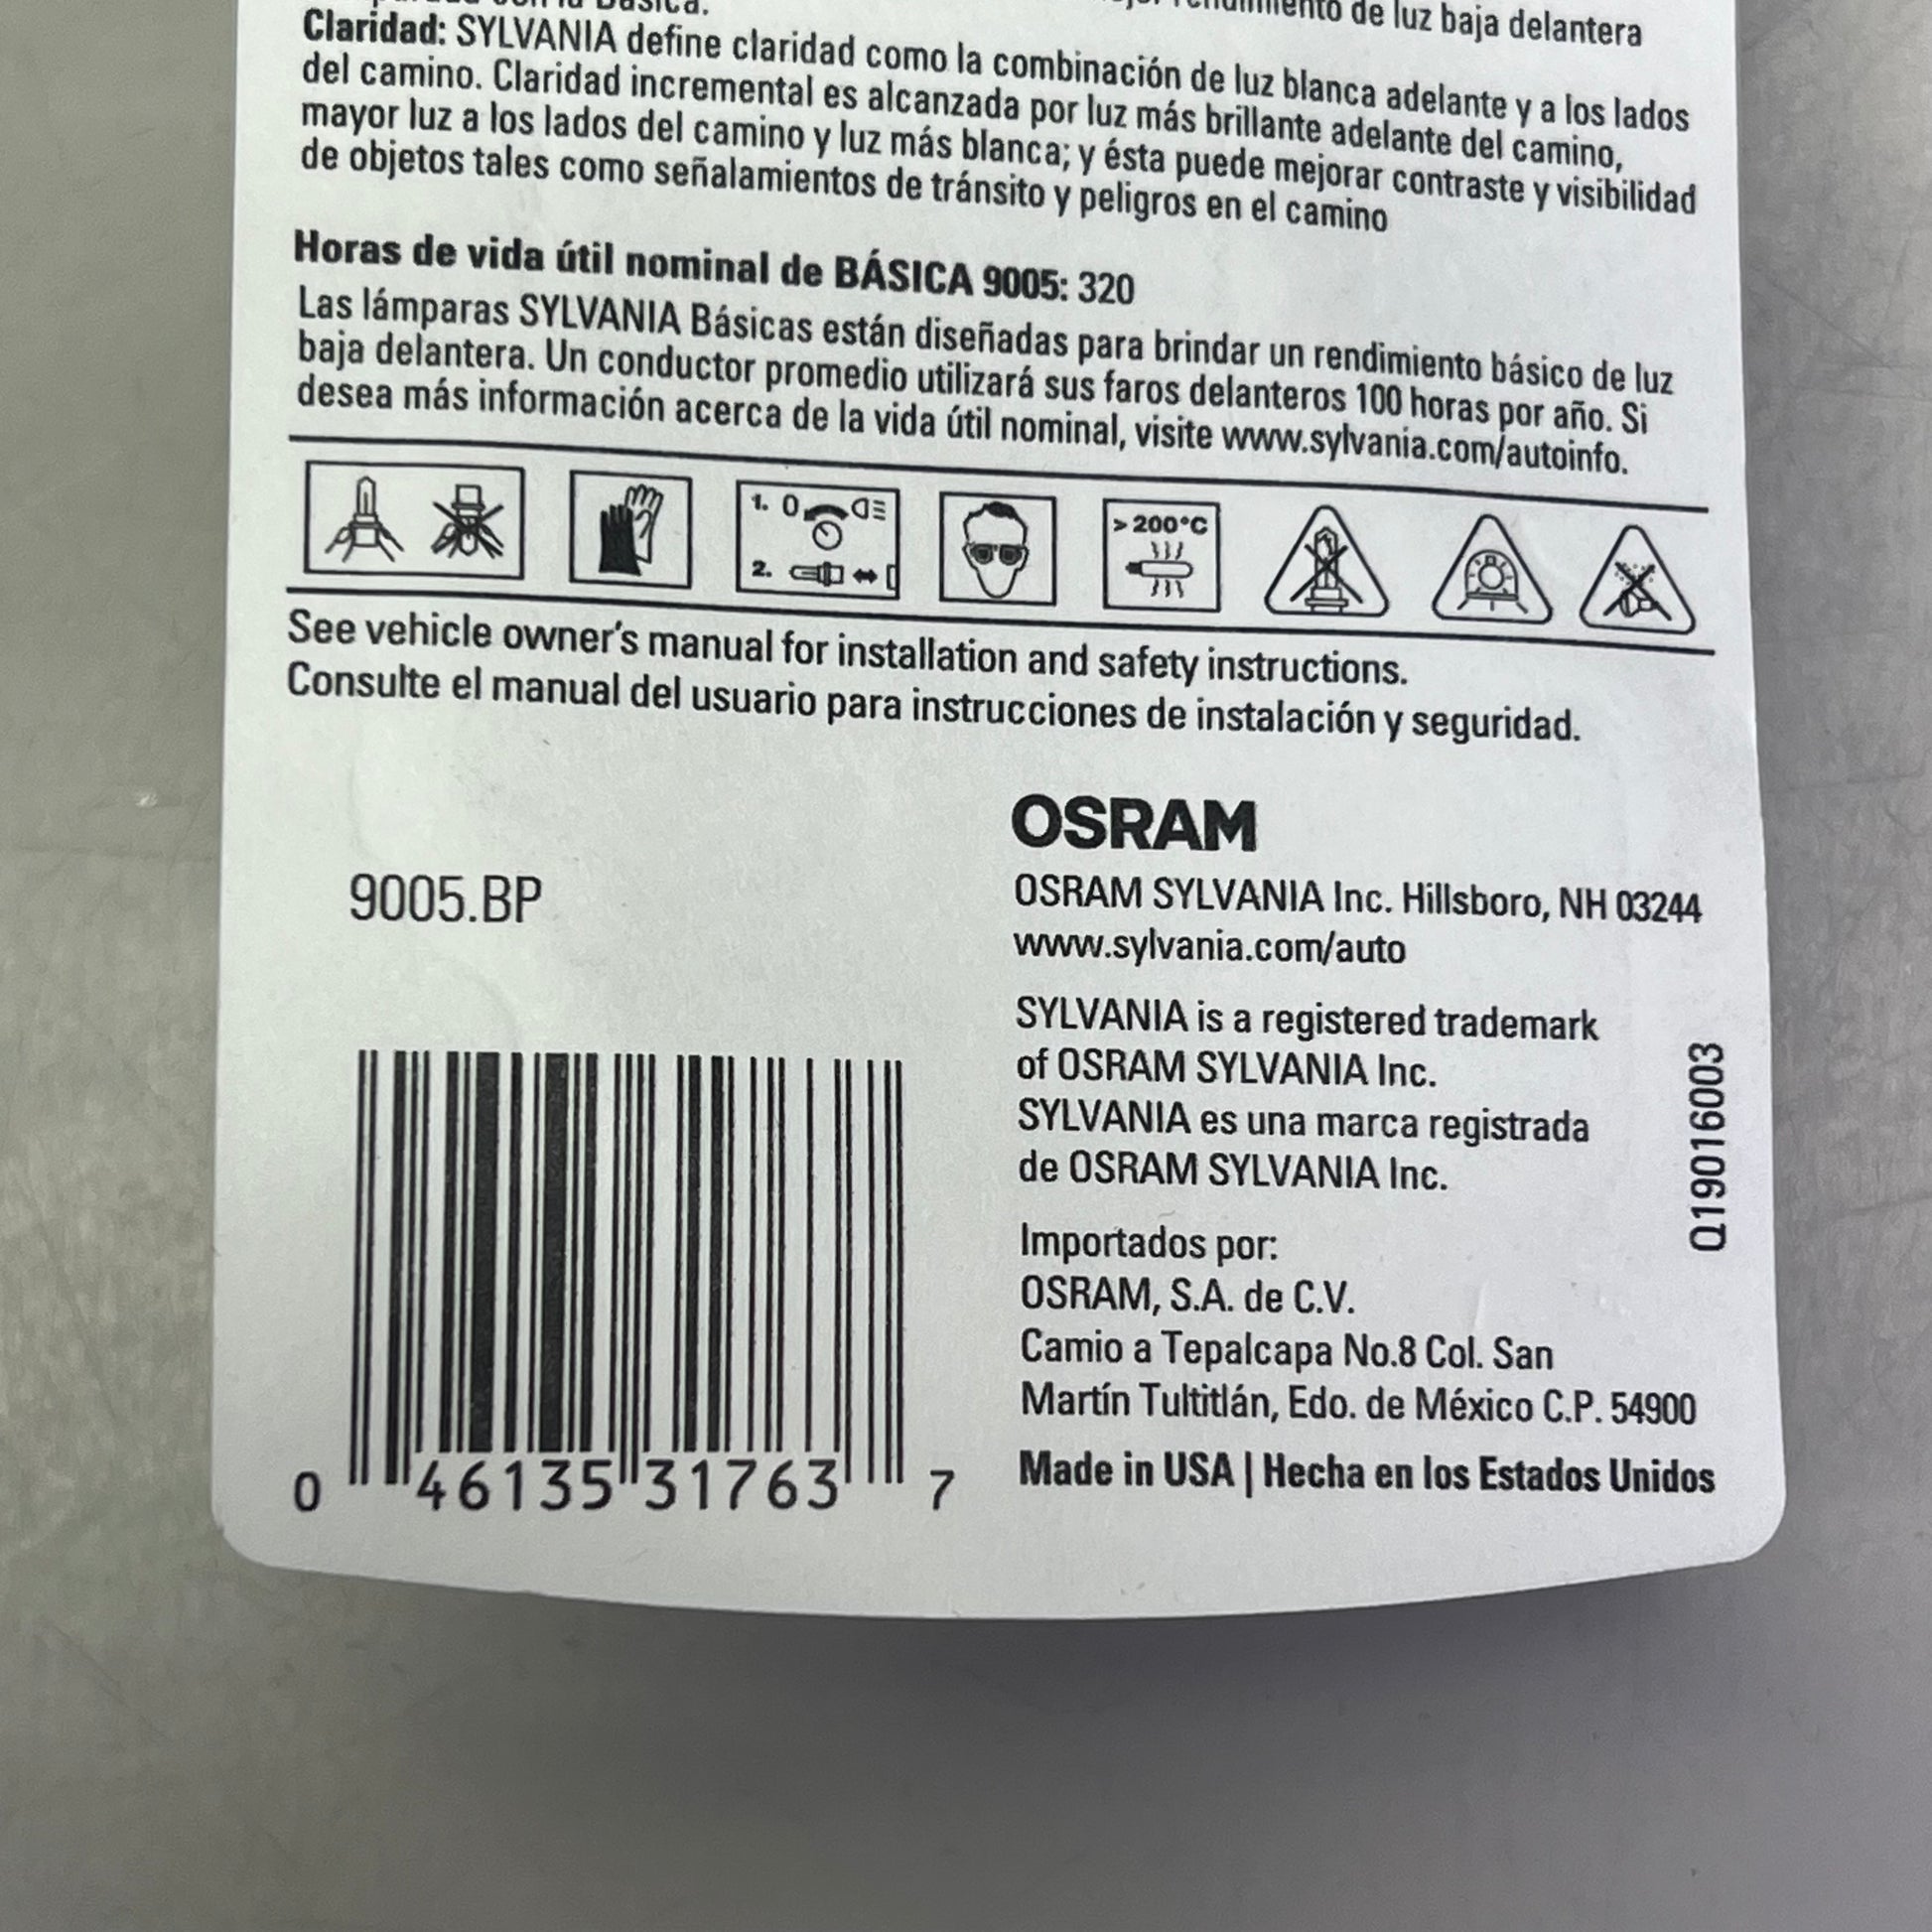 de luz baja delantera
Claridad: SYLVANIA define claridad como la combinación de luz blanca adelante y a los lados
del camino. Claridad incremental es alcanzada por luz más brillante adelante del camino,
mayor luz a los lados del camino y luz más blanca; y ésta puede mejorar contraste y visibilidad
de objetos tales como señalamientos de tránsito y peligros en el camino
Horas de vida útil nominal de BÁSICA 9005: 320
Las lámparas SYLVANIA Básicas están diseñadas para brindar un rendimiento básico de luz
baja delantera. Un conductor promedio utilizará sus faros delanteros 100 horas por año. Si
desea más información acerca de la vida útil nominal, visite www.sylvania.com/autoinfo.
1. 0
2.
> 200°C
See vehicle owner's manual for installation and safety instructions.
Consulte el manual del usuario para instrucciones de instalación y seguridad.
9005.BP
0 46135 31763 7
OSRAM
OSRAM SYLVANIA Inc. Hillsboro, NH 03244
www.sylvania.com/auto
SYLVANIA is a registered trademark
of OSRAM SYLVANIA Inc.
SYLVANIA es una marca registrada
de OSRAM SYLVANIA Inc.
Importados por:
OSRAM, S.A. de C.V.
Camio a Tepalcapa No.8 Col. San
Martín Tultitlán, Edo. de México C.P. 54900
Made in USA | Hecha en los Estados Unidos
Q19016003